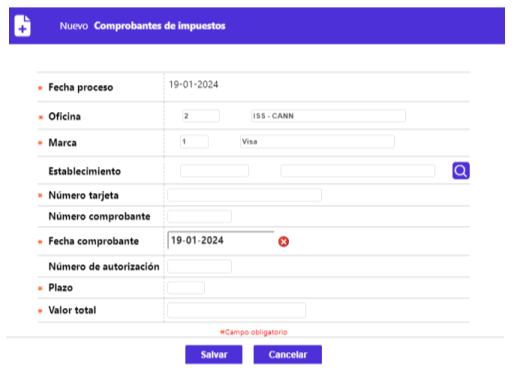 Nuevo Comprobantes de impuestos
* Fecha proceso 19-01-2024
* Oficina 2 ISS - CANN
* Marca 1 Visa
Establecimiento
* Número tarjeta
Número comprobante
* Fecha comprobante 19-01-2024
Número de autorización
* Plazo
* Valor total
*Campo obligatorio
Salvar Cancelar